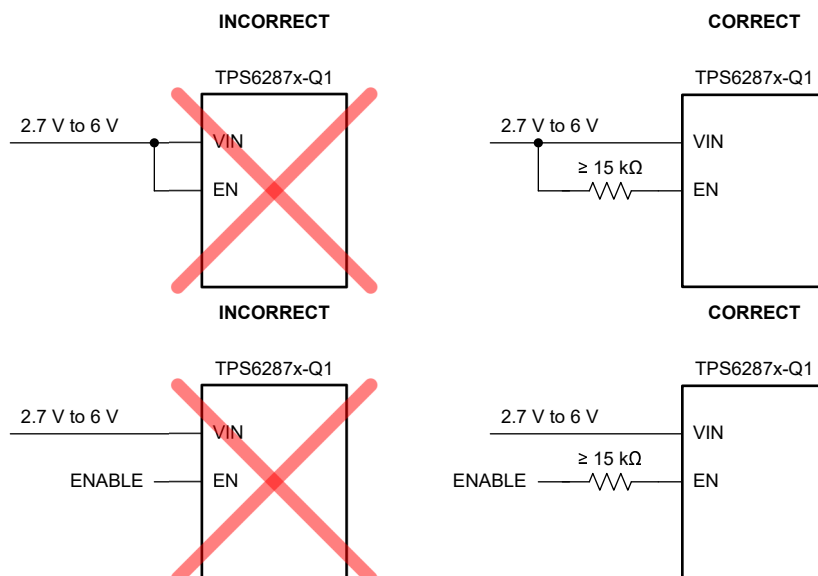 INCORRECT
TPS6287x-Q1
2.7 V to 6 V
VIN
EN
CORRECT
TPS6287x-Q1
2.7 V to 6 V
≥ 15 kΩ
VIN
EN
INCORRECT
TPS6287x-Q1
2.7 V to 6 V
VIN
ENABLE
EN
CORRECT
TPS6287x-Q1
2.7 V to 6 V
VIN
≥ 15 kΩ
ENABLE
EN